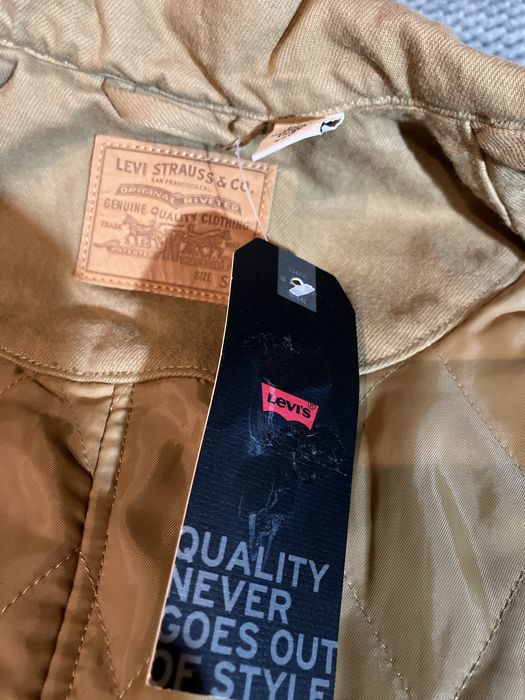 LEVI STRAUSS & CO.
SAN FRANCISCO, CAL.
ORIGINAL RIVETED
GENUINE QUALITY CLOTHING
TRADE
SIZE S
Levi's
QUALITY
NEVER
GOES OUT
OF STYLE